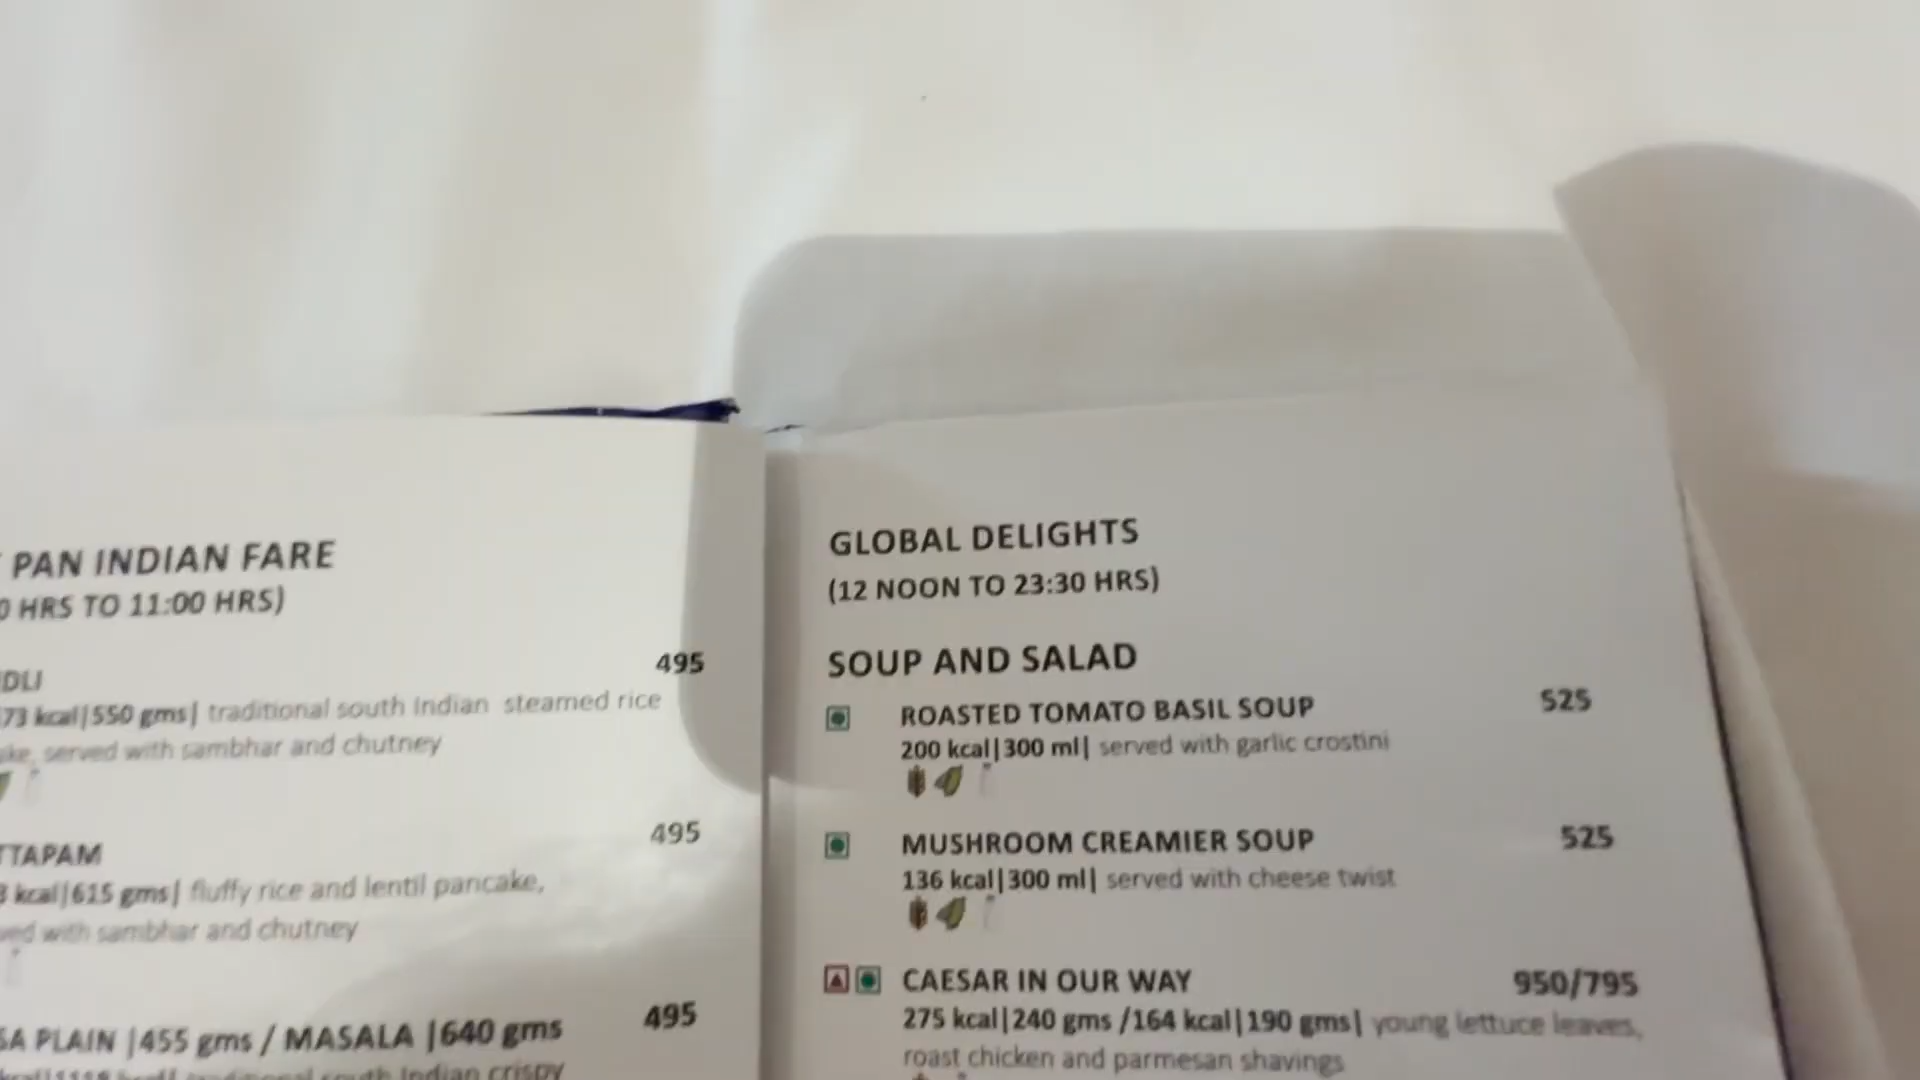 PAN INDIAN FARE
HRS TO 11:00 HRS)
495
kcal|550 gms| traditional south Indian steamed rice
served with sambhar and chutney
495
kcal|615 gms| fluffy rice and lentil pancake,
with sambhar and chutney
PLAIN |455 gms / MASALA |640 gms 495
traditional south Indian crispy
GLOBAL DELIGHTS
(12 NOON TO 23:30 HRS)
SOUP AND SALAD
ROASTED TOMATO BASIL SOUP 525
200 kcal|300 ml| served with garlic crostini
MUSHROOM CREAMIER SOUP 525
136 kcal|300 ml| served with cheese twist
CAESAR IN OUR WAY 950/795
275 kcal|240 gms /164 kcal|190 gms| young lettuce leaves,
roast chicken and parmesan shavings